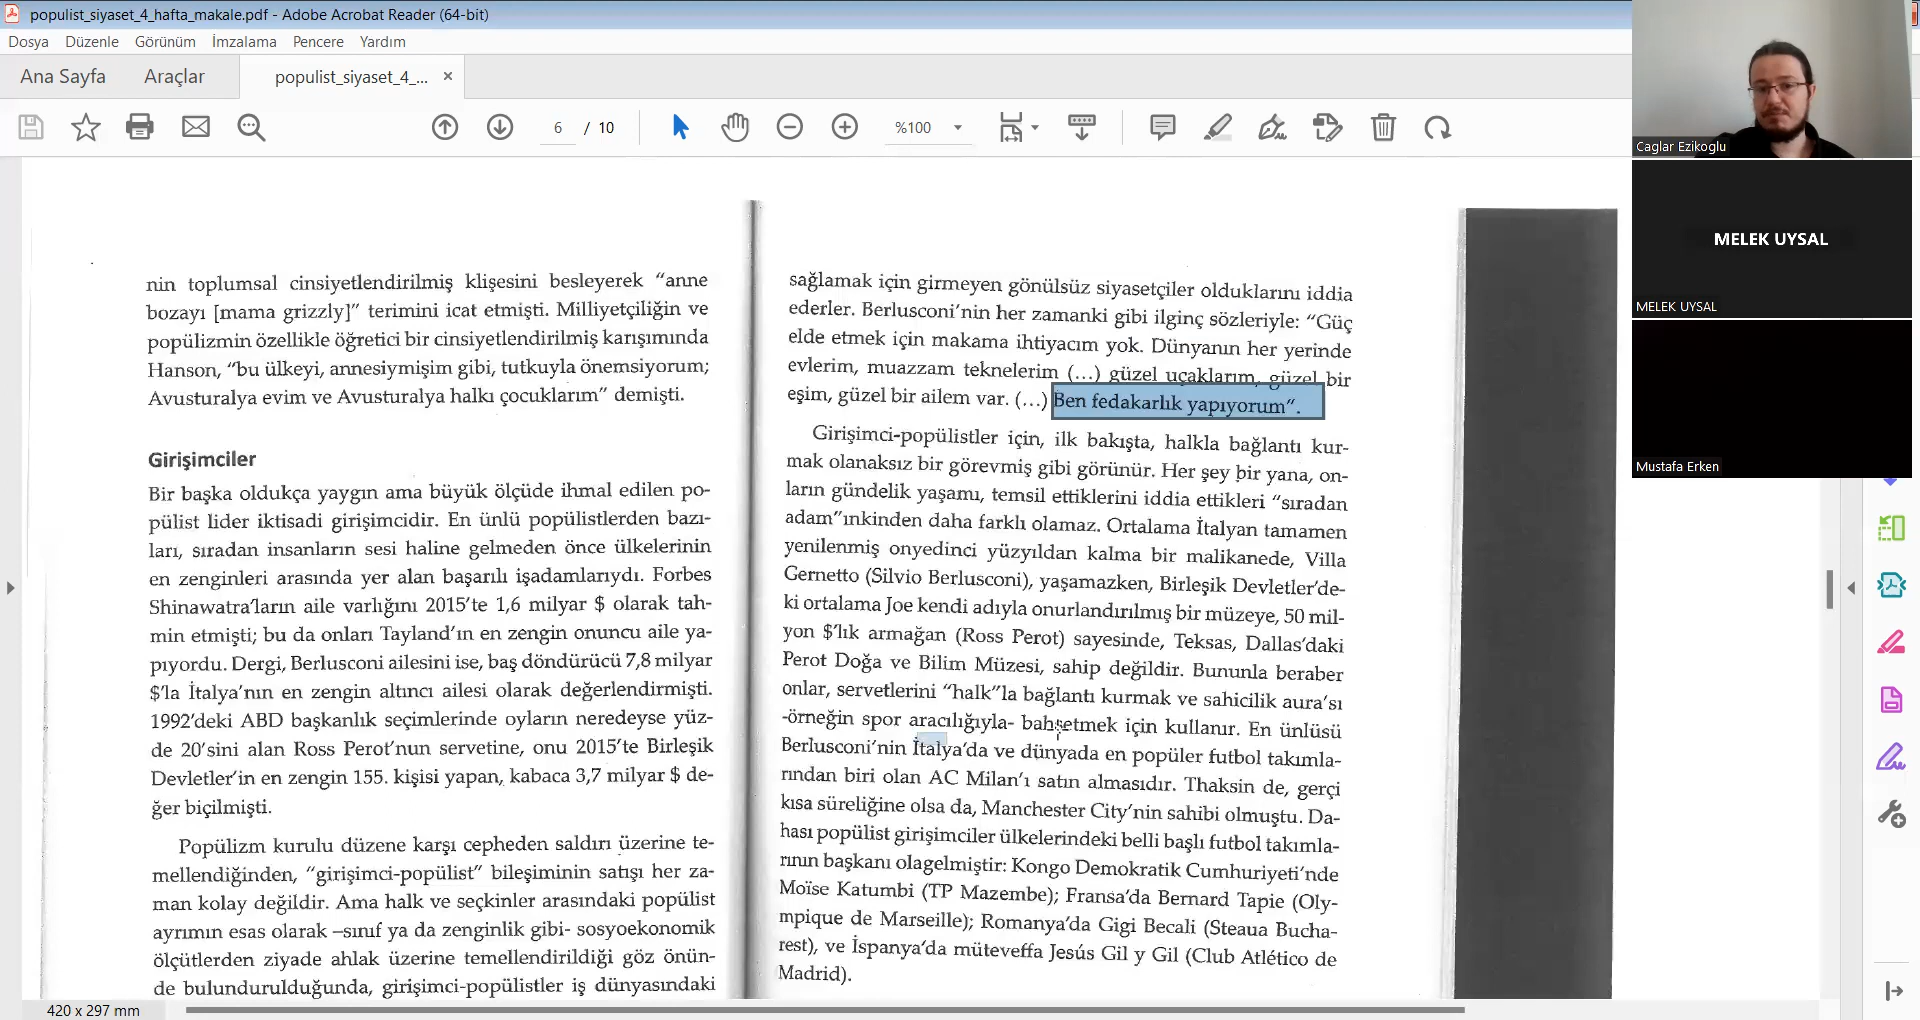 populist_siyaset_4_hafta_makale.pdf - Adobe Acrobat Reader (64-bit)
Dosya Düzenle Görünüm İmzalama Pencere Yardım
Ana Sayfa Araçlar populist_siyaset_4_... ×
6 / 10 %100
nin toplumsal cinsiyetlendirilmiş klişesini besleyerek “anne
bozayı [mama grizzly]” terimini icat etmişti. Milliyetçiliğin ve
popülizmin özellikle öğretici bir cinsiyetlendirilmiş karışımında
Hanson, “bu ülkeyi, annesiymişim gibi, tutkuyla önemsiyorum;
Avusturalya evim ve Avusturalya halkı çocuklarım” demişti.
Girişimciler
Bir başka oldukça yaygın ama büyük ölçüde ihmal edilen po-
pülist lider iktisadi girişimcidir. En ünlü popülistlerden bazı-
ları, sıradan insanların sesi haline gelmeden önce ülkelerinin
en zenginleri arasında yer alan başarılı işadamlarıydı. Forbes
Shinawatra’ların aile varlığını 2015’te 1,6 milyar $ olarak tah-
min etmişti; bu da onları Tayland’ın en zengin onuncu aile ya-
pıyordu. Dergi, Berlusconi ailesini ise, baş döndürücü 7,8 milyar
$’la İtalya’nın en zengin altıncı ailesi olarak değerlendirmişti.
1992’deki ABD başkanlık seçimlerinde oyların neredeyse yüz-
de 20’sini alan Ross Perot’nun servetine, onu 2015’te Birleşik
Devletler’in en zengin 155. kişisi yapan, kabaca 3,7 milyar $ de-
ğer biçilmişti.
Popülizm kurulu düzene karşı cepheden saldırı üzerine te-
mellendiğinden, “girişimci-popülist” bileşiminin satışı her za-
man kolay değildir. Ama halk ve seçkinler arasındaki popülist
ayrımın esas olarak –sınıf ya da zenginlik gibi- sosyoekonomik
ölçütlerden ziyade ahlak üzerine temellendirildiği göz önün-
de bulundurulduğunda, girişimci-popülistler iş dünyasındaki
sağlamak için girmeyen gönülsüz siyasetçiler olduklarını iddia
ederler. Berlusconi’nin her zamanki gibi ilginç sözleriyle: “Güç
elde etmek için makama ihtiyacım yok. Dünyanın her yerinde
evlerim, muazzam teknelerim (...) güzel uçaklarım, güzel bir
eşim, güzel bir ailem var. (...) Ben fedakarlık yapıyorum”.
Girişimci-popülistler için, ilk bakışta, halkla bağlantı kur-
mak olanaksız bir görevmiş gibi görünür. Her şey bir yana, on-
ların gündelik yaşamı, temsil ettiklerini iddia ettikleri “sıradan
adam”ınkinden daha farklı olamaz. Ortalama İtalyan tamamen
yenilenmiş onyedinci yüzyıldan kalma bir malikanede, Villa
Gernetto (Silvio Berlusconi), yaşamazken, Birleşik Devletler’de-
ki ortalama Joe kendi adıyla onurlandırılmış bir müzeye, 50 mil-
yon $’lık armağan (Ross Perot) sayesinde, Teksas, Dallas’daki
Perot Doğa ve Bilim Müzesi, sahip değildir. Bununla beraber
onlar, servetlerini “halk”la bağlantı kurmak ve sahicilik aura’sı
-örneğin spor aracılığıyla- bahşetmek için kullanır. En ünlüsü
Berlusconi’nin İtalya’da ve dünyada en popüler futbol takımla-
rından biri olan AC Milan’ı satın almasıdır. Thaksin de, gerçi
kısa süreliğine olsa da, Manchester City’nin sahibi olmuştu. Da-
hası popülist girişimciler ülkelerindeki belli başlı futbol takımla-
rının başkanı olagelmiştir: Kongo Demokratik Cumhuriyeti’nde
Moïse Katumbi (TP Mazembe); Fransa’da Bernard Tapie (Oly-
mpique de Marseille); Romanya’da Gigi Becali (Steaua Bucha-
rest), ve İspanya’da müteveffa Jesús Gil y Gil (Club Atlético de
Madrid).
420 x 297 mm
Caglar Ezikoglu
MELEK UYSAL
MELEK UYSAL
Mustafa Erken